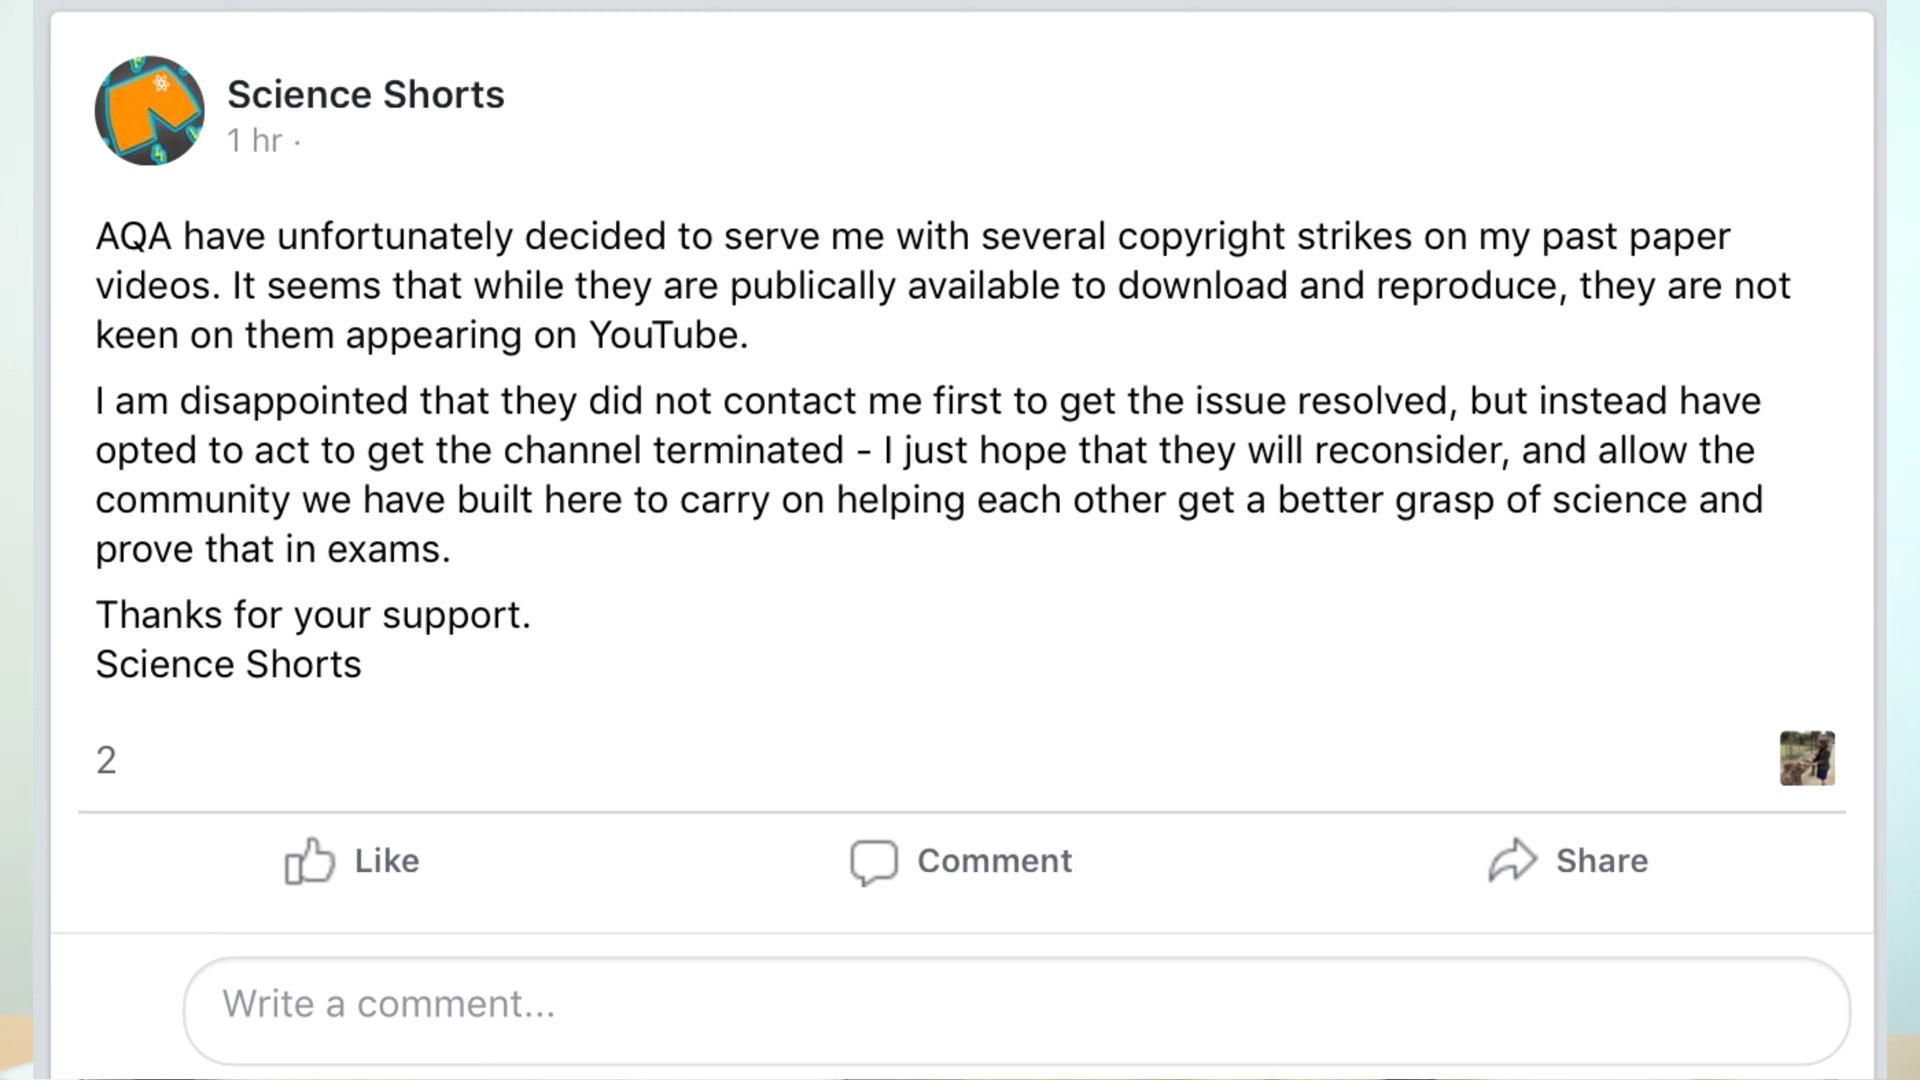 Science Shorts
1 hr ·
AQA have unfortunately decided to serve me with several copyright strikes on my past paper
videos. It seems that while they are publically available to download and reproduce, they are not
keen on them appearing on YouTube.
I am disappointed that they did not contact me first to get the issue resolved, but instead have
opted to act to get the channel terminated - I just hope that they will reconsider, and allow the
community we have built here to carry on helping each other get a better grasp of science and
prove that in exams.
Thanks for your support.
Science Shorts
2
Like Comment Share
Write a comment...